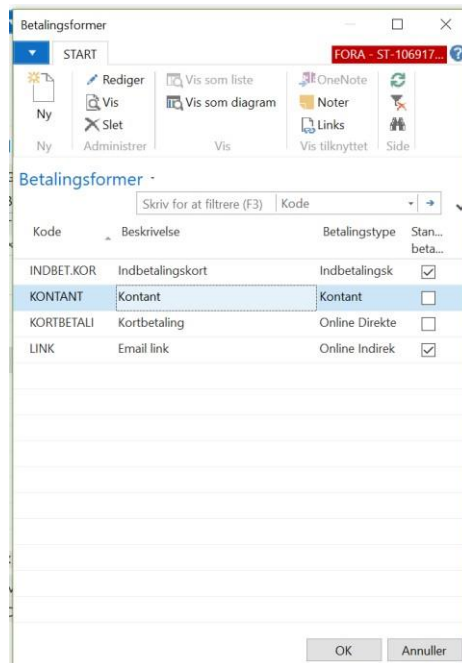 Betalingsformer
START
FORA - ST-106917...
Ny
Rediger
Vis
Slet
Vis som liste
Vis som diagram
OneNote
Noter
Links
Ny Administrer Vis Vis tilknyttet Side
Betalingsformer
Skriv for at filtrere (F3) Kode
Kode Beskrivelse Betalingstype Stan... beta...
INDBET.KOR Indbetalingskort Indbetalingsk
KONTANT Kontant Kontant
KORTBETALI Kortbetaling Online Direkte
LINK Email link Online Indirek
OK Annuller